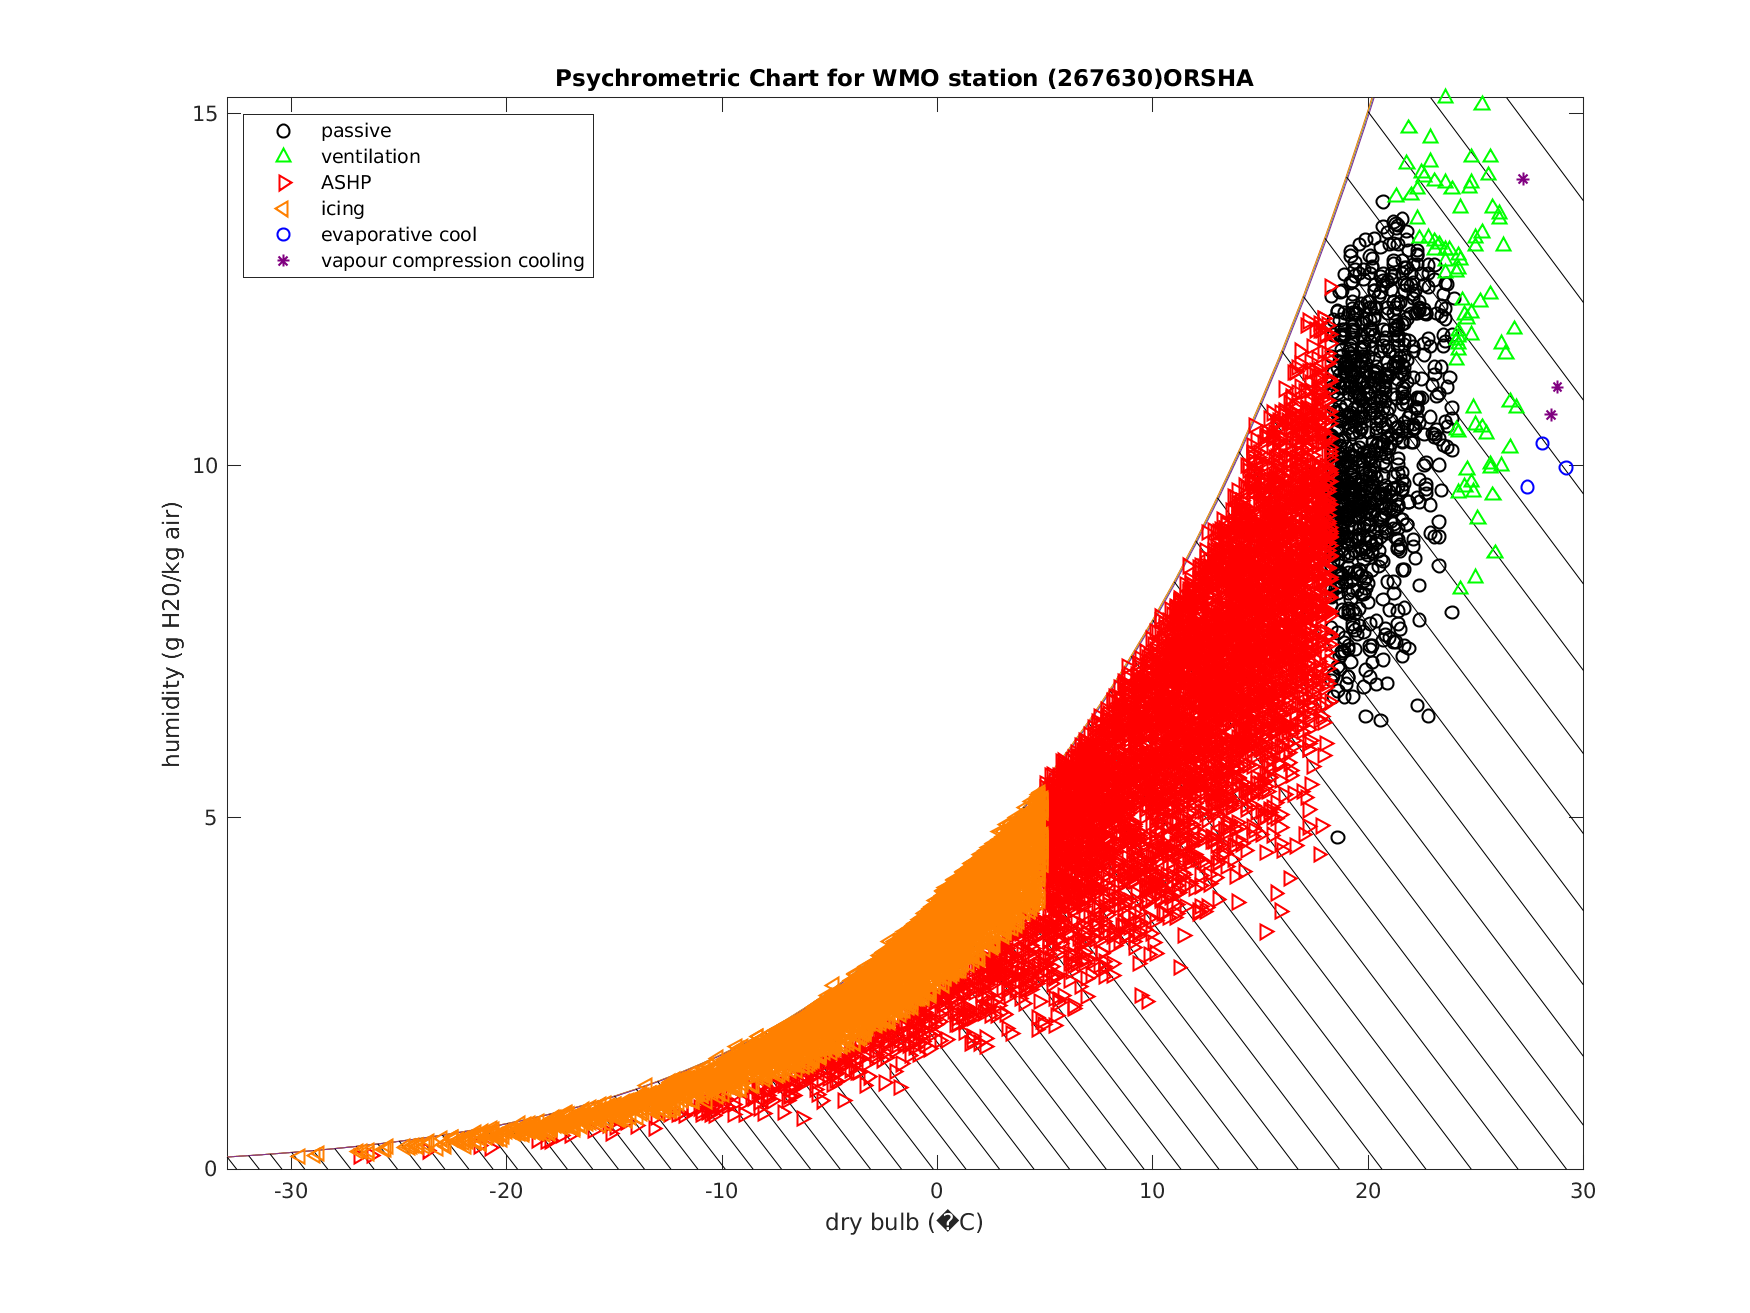 Psychrometric Chart for WMO station (267630)ORSHA
passive
ventilation
ASHP
icing
evaporative cool
vapour compression cooling
15
10
5
0
humidity (g H20/kg air)
-30 -20 -10 0 10 20 30
dry bulb (�C)